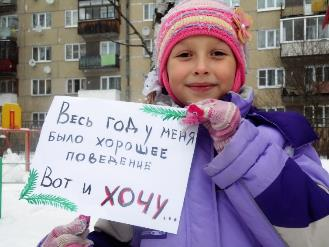 Весь год у меня
было хорошее
поведение
Вот и хочу...